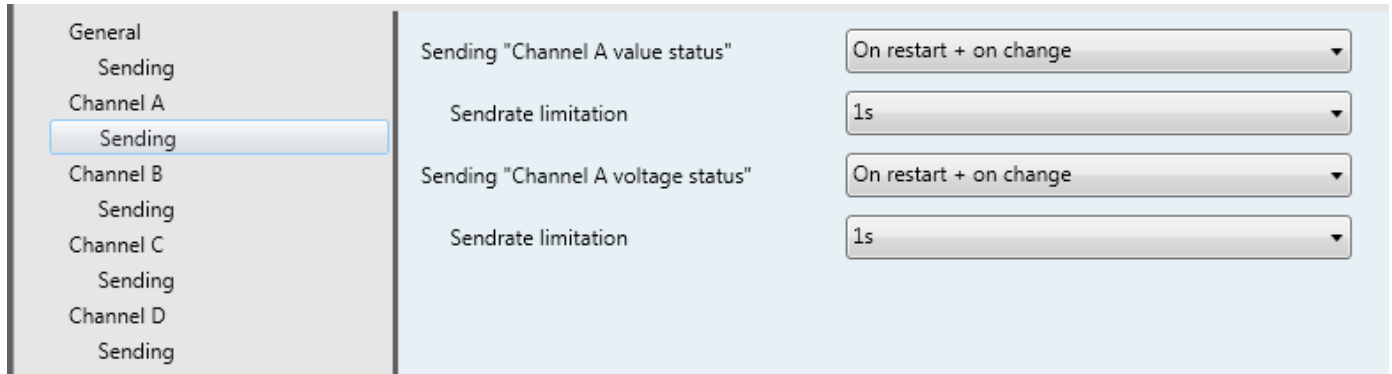 General
Sending
Channel A
Sending
Channel B
Sending
Channel C
Sending
Channel D
Sending
Sending "Channel A value status" On restart + on change
Sendrate limitation 1s
Sending "Channel A voltage status" On restart + on change
Sendrate limitation 1s